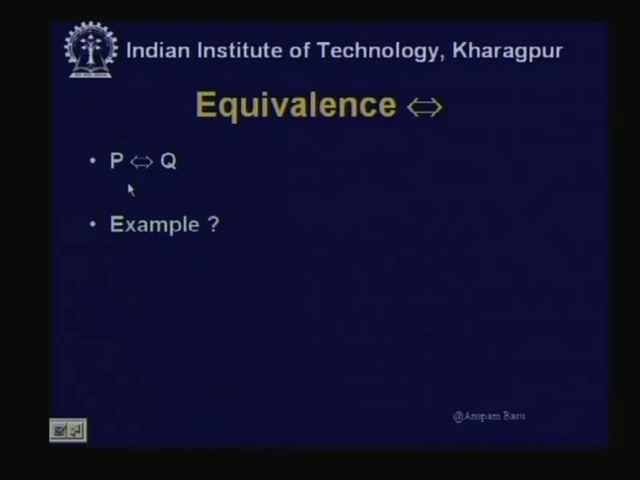 Indian Institute of Technology, Kharagpur
Equivalence ⇔
• P ⇔ Q
• Example ?
@Anupam Basu